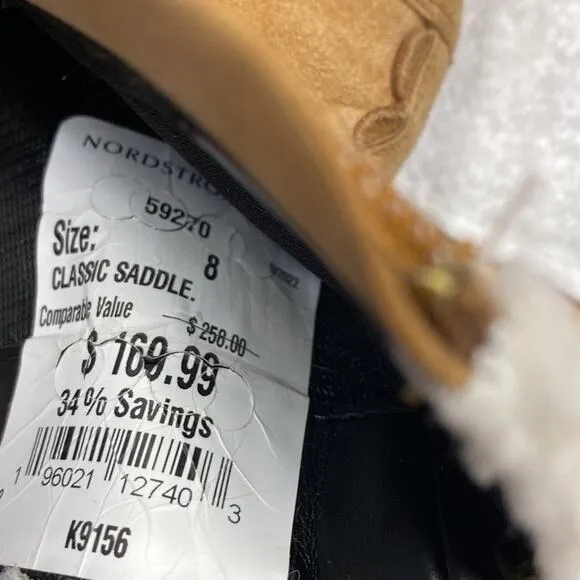 NORDSTRO
59270
Size: 8
CLASSIC SADDLE.
Comparable Value $ 258.00
$ 169.99
34% Savings
1 96021 12740 3
K9156